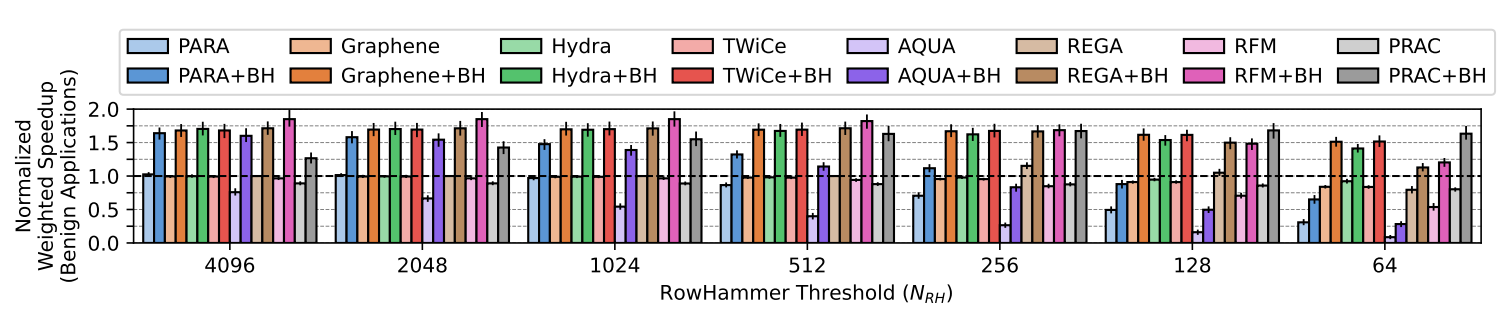 PARA Graphene Hydra TWiCe AQUA REGA RFM PRAC
PARA+BH Graphene+BH Hydra+BH TWiCe+BH AQUA+BH REGA+BH RFM+BH PRAC+BH
Normalized
Weighted Speedup
(Benign Applications)
2.0
1.5
1.0
0.5
0.0
4096 2048 1024 512 256 128 64
RowHammer Threshold (N_RH)